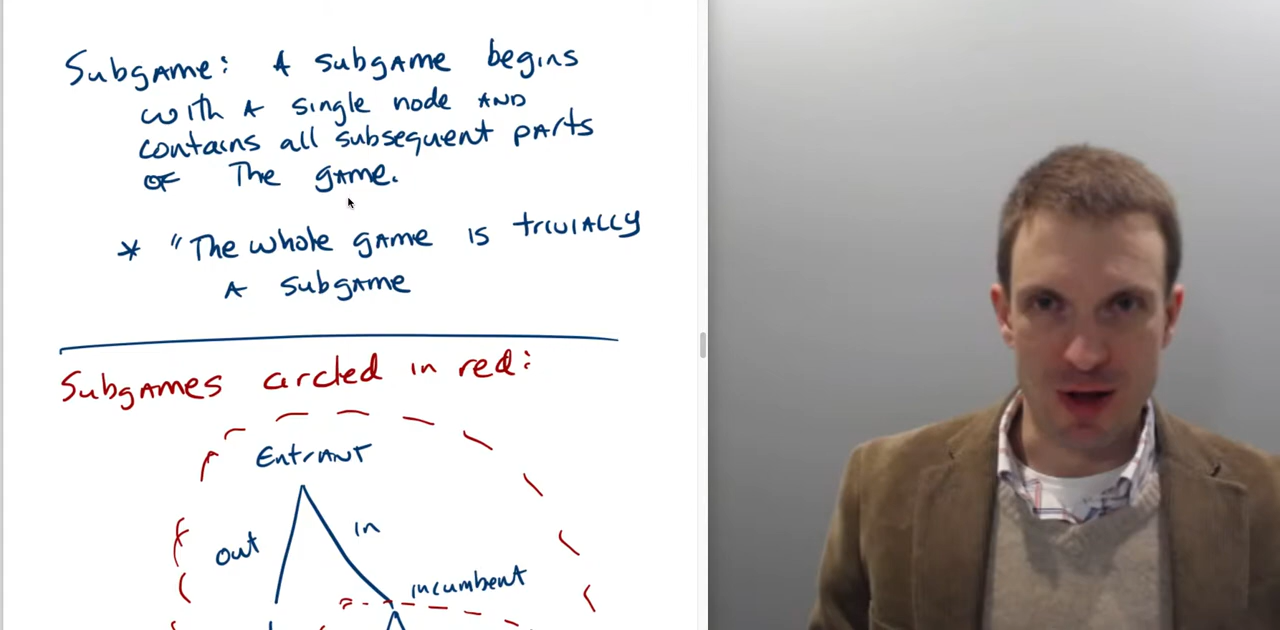 Subgame: A subgame begins
with A single node AND
contains all subsequent parts
OF The game.
* "The whole game is trivially
A subgame
Subgames circled in red:
Entrant
out
in
incumbent